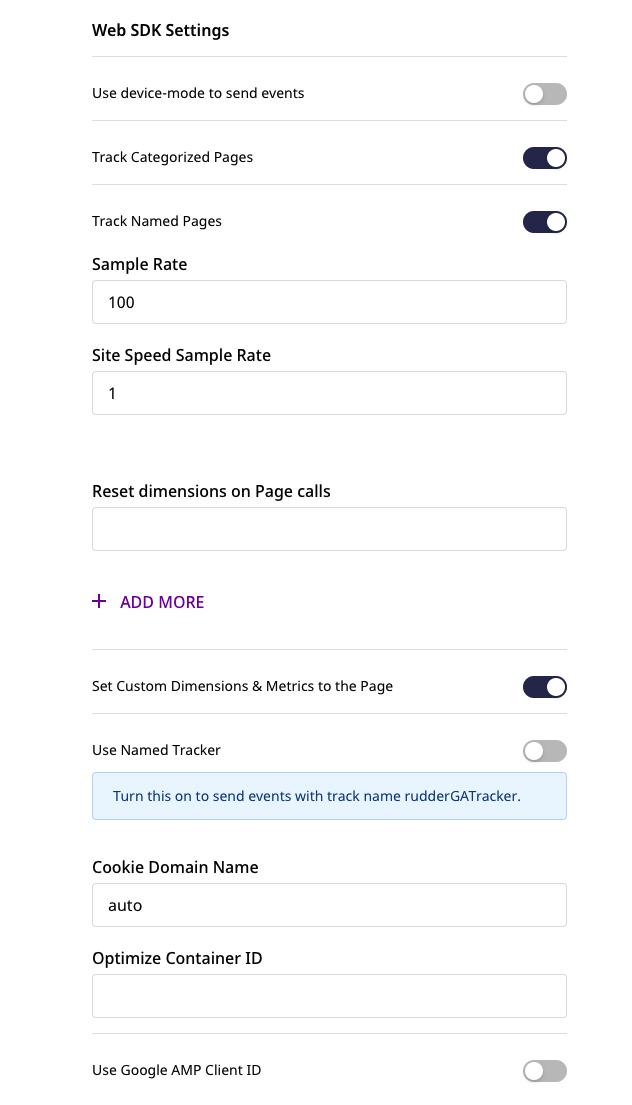 Web SDK Settings
Use device-mode to send events
Track Categorized Pages
Track Named Pages
Sample Rate
100
Site Speed Sample Rate
1
Reset dimensions on Page calls
+ ADD MORE
Set Custom Dimensions & Metrics to the Page
Use Named Tracker
Turn this on to send events with track name rudderGATracker.
Cookie Domain Name
auto
Optimize Container ID
Use Google AMP Client ID